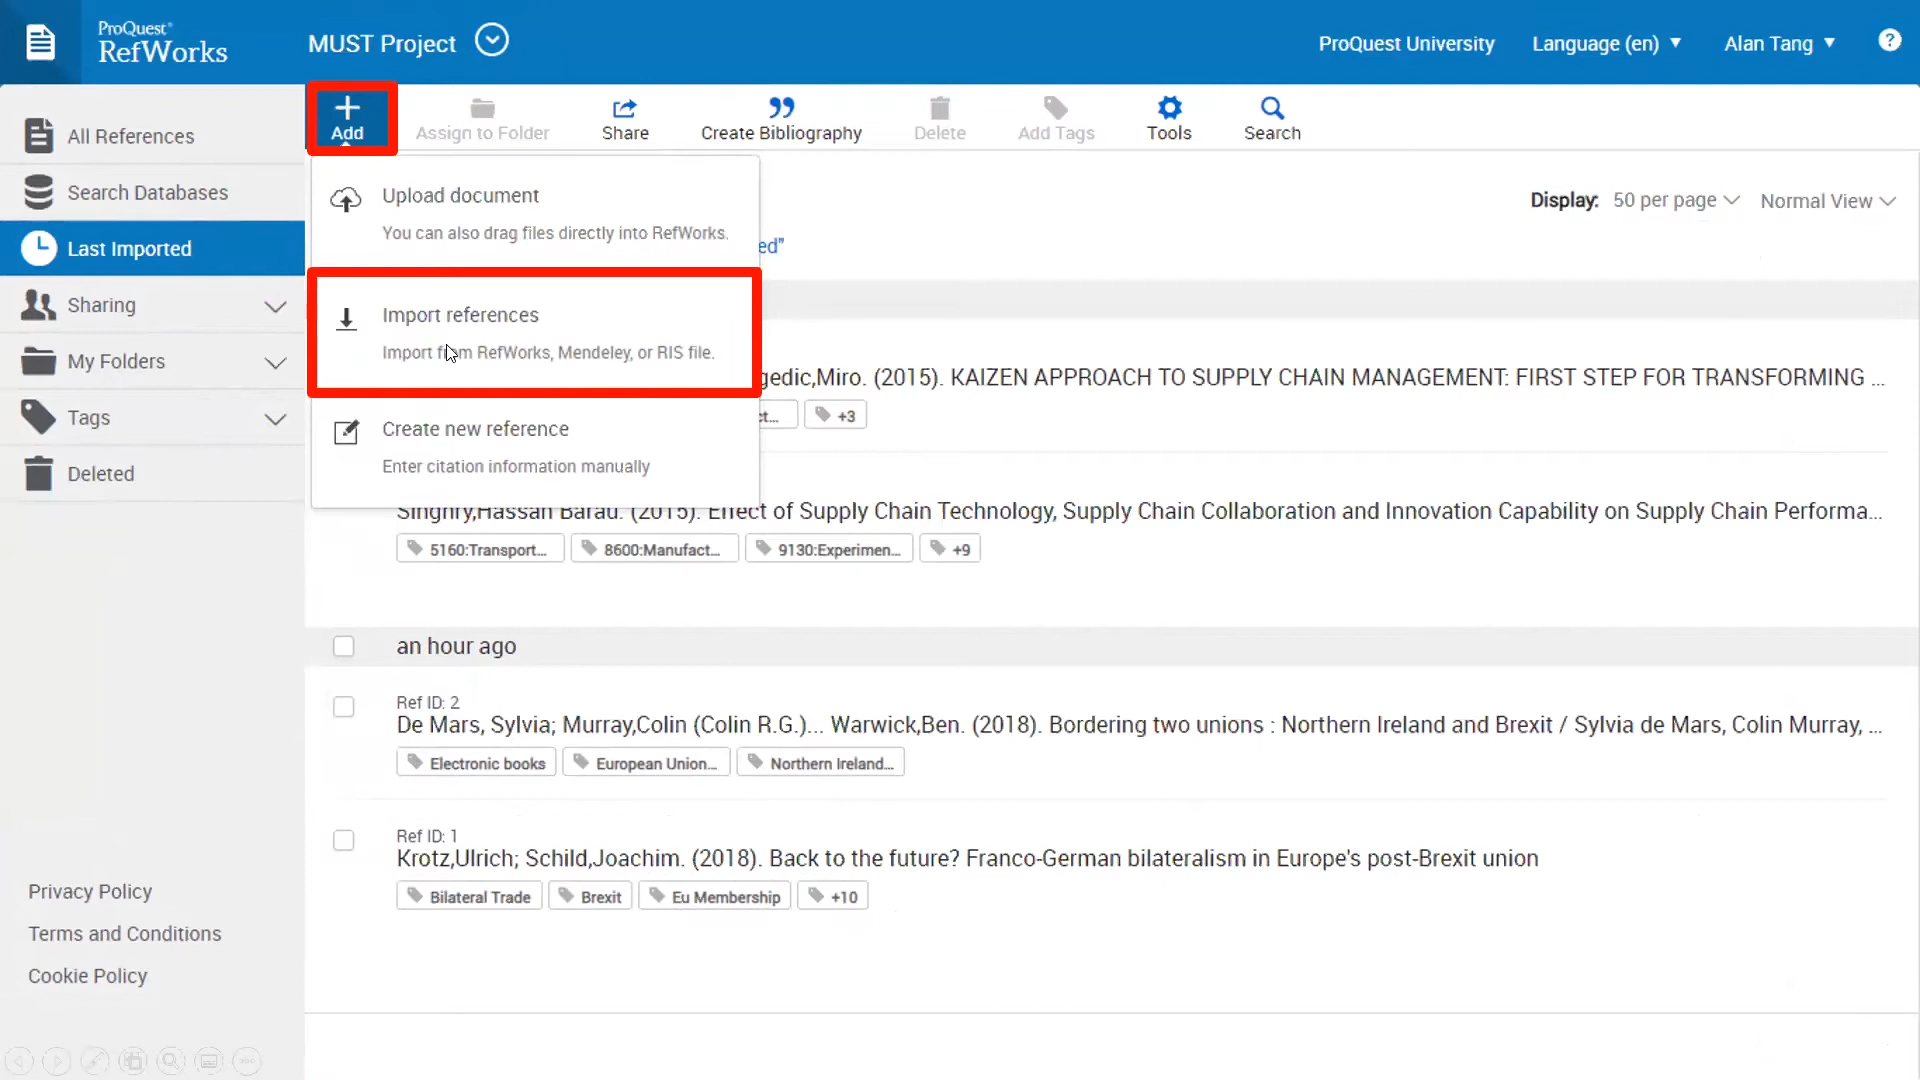 ProQuest®
RefWorks
MUST Project
ProQuest University
Language (en)
Alan Tang
?
Add
Assign to Folder
Share
Create Bibliography
Delete
Add Tags
Tools
Search
All References
Search Databases
Last Imported
Sharing
My Folders
Tags
Deleted
Upload document
You can also drag files directly into RefWorks.
Import references
Import from RefWorks, Mendeley, or RIS file.
Create new reference
Enter citation information manually
Display: 50 per page Normal View
ed"
gedic,Miro. (2015). KAIZEN APPROACH TO SUPPLY CHAIN MANAGEMENT: FIRST STEP FOR TRANSFORMING ...
ct... +3
Singhry,Hassan Barau. (2015). Effect of Supply Chain Technology, Supply Chain Collaboration and Innovation Capability on Supply Chain Performa...
5160:Transport... 8600:Manufact... 9130:Experimen... +9
an hour ago
Ref ID: 2
De Mars, Sylvia; Murray,Colin (Colin R.G.)... Warwick,Ben. (2018). Bordering two unions : Northern Ireland and Brexit / Sylvia de Mars, Colin Murray, ...
Electronic books European Union... Northern Ireland...
Ref ID: 1
Krotz,Ulrich; Schild,Joachim. (2018). Back to the future? Franco-German bilateralism in Europe's post-Brexit union
Bilateral Trade Brexit Eu Membership +10
Privacy Policy
Terms and Conditions
Cookie Policy